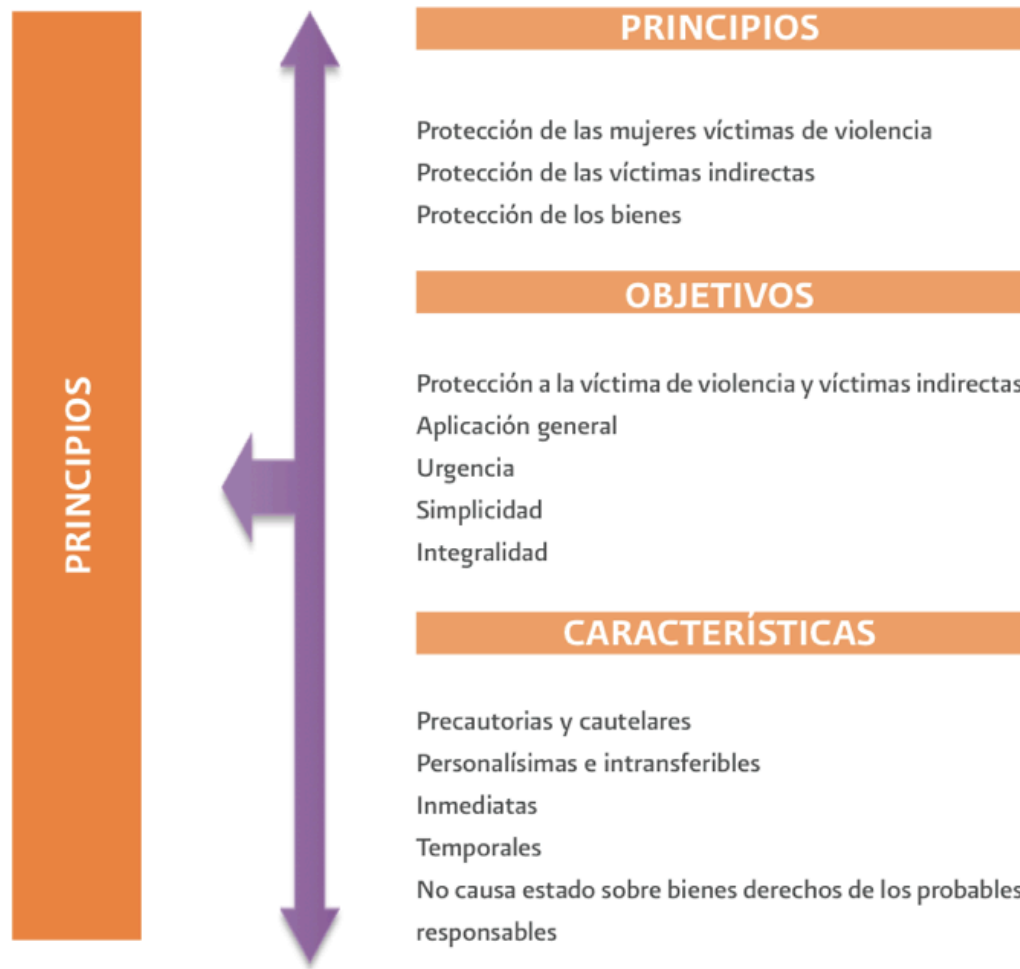 PRINCIPIOS
PRINCIPIOS
Protección de las mujeres víctimas de violencia
Protección de las víctimas indirectas
Protección de los bienes
OBJETIVOS
Protección a la víctima de violencia y víctimas indirectas
Aplicación general
Urgencia
Simplicidad
Integralidad
CARACTERÍSTICAS
Precautorias y cautelares
Personalísimas e intransferibles
Inmediatas
Temporales
No causa estado sobre bienes derechos de los probables
responsables